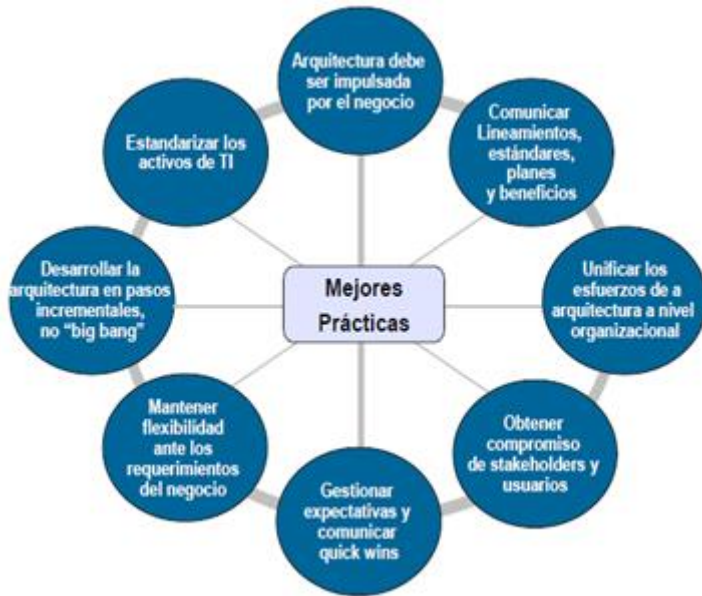 Arquitectura debe
ser impulsada
por el negocio
Comunicar
Lineamientos,
estándares,
planes
y beneficios
Unificar los
esfuerzos de a
arquitectura a nivel
organizacional
Obtener
compromiso
de stakeholders y
usuarios
Gestionar
expectativas y
comunicar
quick wins
Mantener
flexibilidad
ante los
requerimientos
del negocio
Desarrollar la
arquitectura en pasos
incrementales,
no “big bang”
Estandarizar los
activos de TI
Mejores
Prácticas